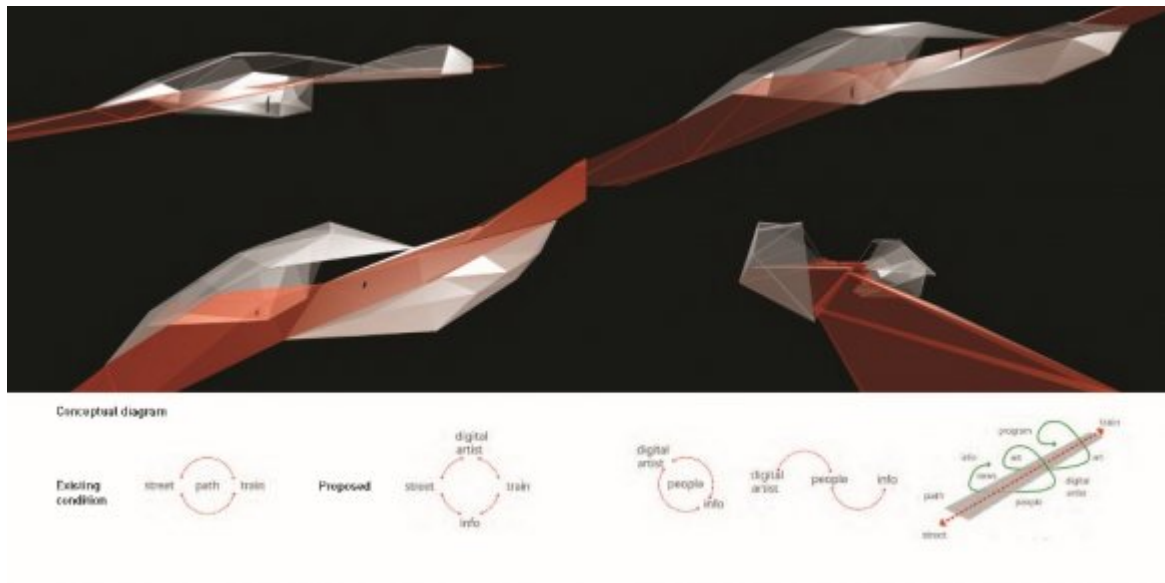 Conceptual diagram
Existing
condition
street path train
Proposed
digital
artist
street train
info
digital
artist
people
info
digital
artist
people
info
program
train
info
art
art
news
digital
artist
path
people
street